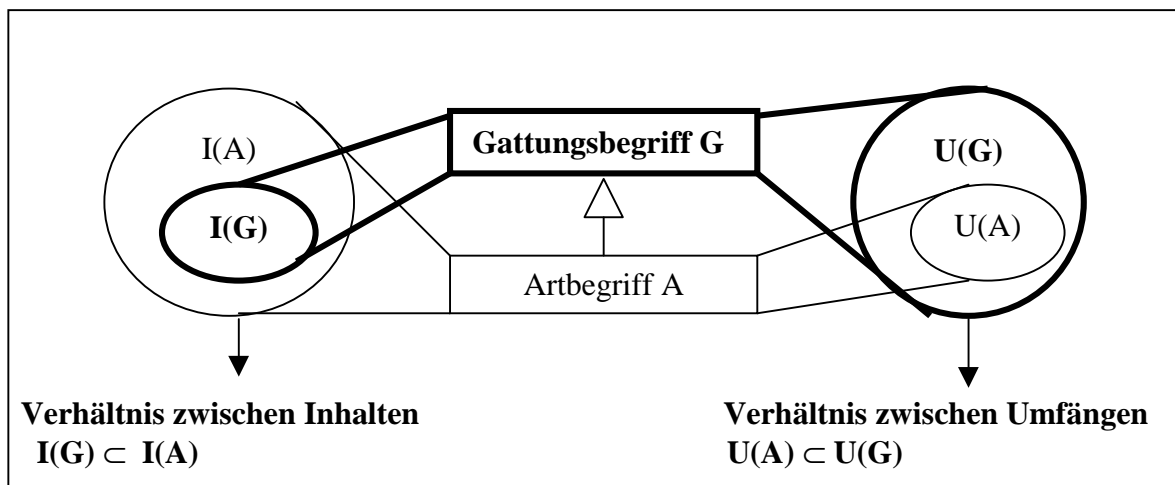 Gattungsbegriff G
I(A)
U(G)
I(G)
U(A)
Artbegriff A
Verhältnis zwischen Inhalten
I(G) ⊂ I(A)
Verhältnis zwischen Umfängen
U(A) ⊂ U(G)